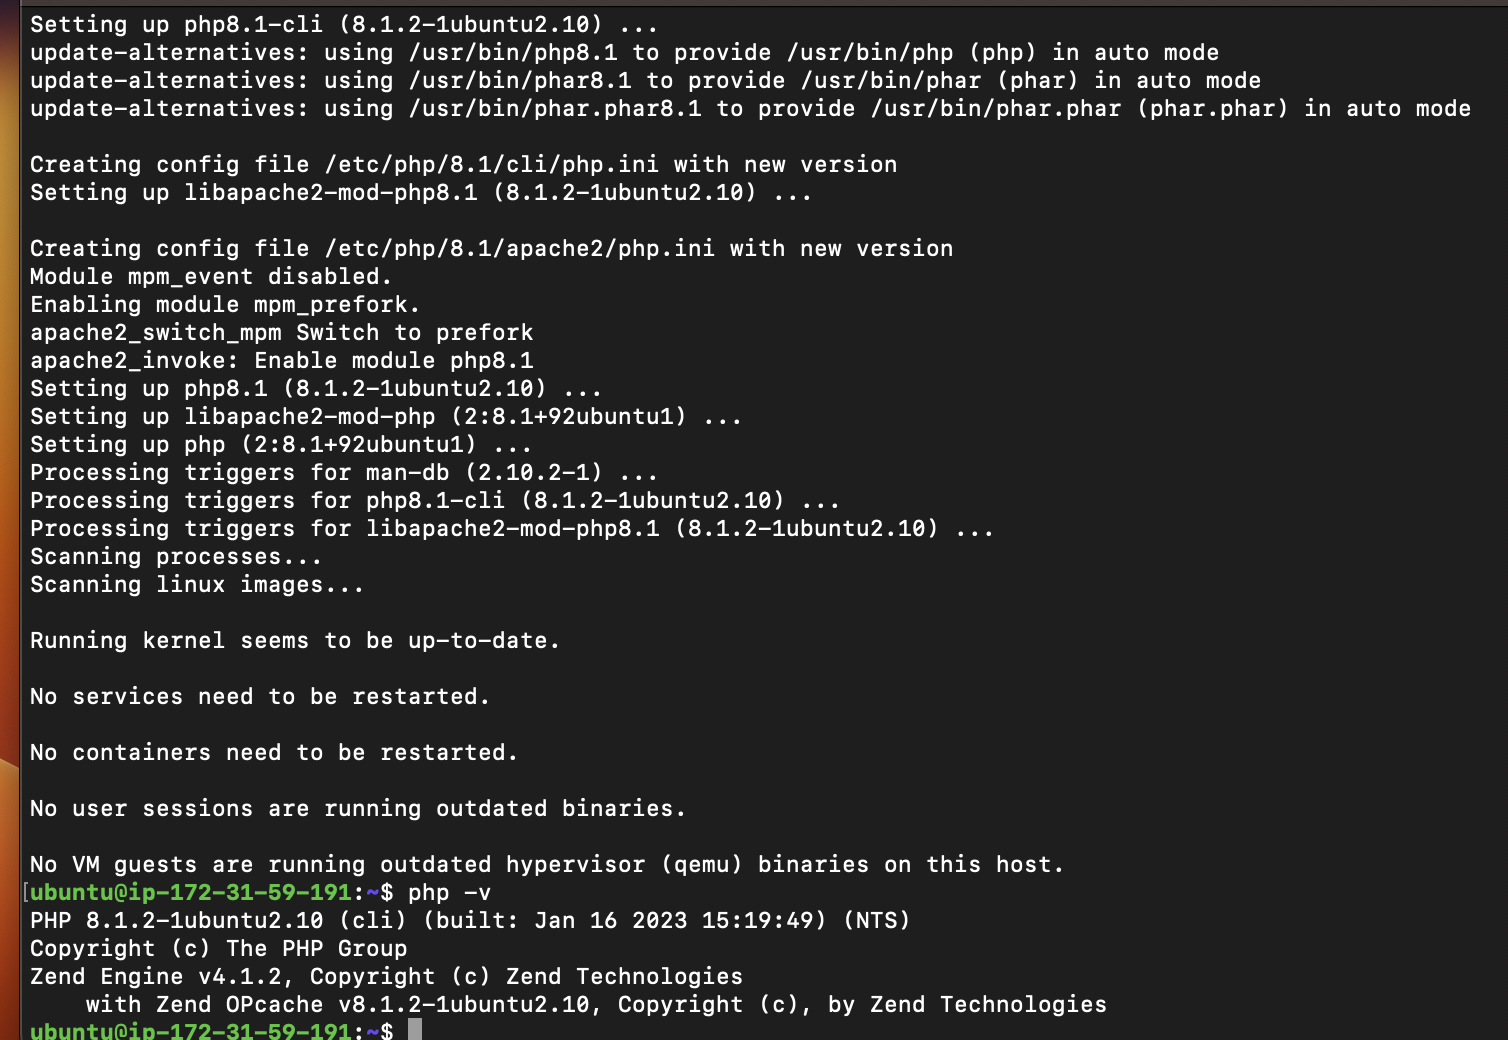 Setting up php8.1-cli (8.1.2-1ubuntu2.10) ...
update-alternatives: using /usr/bin/php8.1 to provide /usr/bin/php (php) in auto mode
update-alternatives: using /usr/bin/phar8.1 to provide /usr/bin/phar (phar) in auto mode
update-alternatives: using /usr/bin/phar.phar8.1 to provide /usr/bin/phar.phar (phar.phar) in auto mode

Creating config file /etc/php/8.1/cli/php.ini with new version
Setting up libapache2-mod-php8.1 (8.1.2-1ubuntu2.10) ...

Creating config file /etc/php/8.1/apache2/php.ini with new version
Module mpm_event disabled.
Enabling module mpm_prefork.
apache2_switch_mpm Switch to prefork
apache2_invoke: Enable module php8.1
Setting up php8.1 (8.1.2-1ubuntu2.10) ...
Setting up libapache2-mod-php (2:8.1+92ubuntu1) ...
Setting up php (2:8.1+92ubuntu1) ...
Processing triggers for man-db (2.10.2-1) ...
Processing triggers for php8.1-cli (8.1.2-1ubuntu2.10) ...
Processing triggers for libapache2-mod-php8.1 (8.1.2-1ubuntu2.10) ...
Scanning processes...
Scanning linux images...

Running kernel seems to be up-to-date.

No services need to be restarted.

No containers need to be restarted.

No user sessions are running outdated binaries.

No VM guests are running outdated hypervisor (qemu) binaries on this host.
[ubuntu@ip-172-31-59-191:~$ php -v
PHP 8.1.2-1ubuntu2.10 (cli) (built: Jan 16 2023 15:19:49) (NTS)
Copyright (c) The PHP Group
Zend Engine v4.1.2, Copyright (c) Zend Technologies
    with Zend OPcache v8.1.2-1ubuntu2.10, Copyright (c), by Zend Technologies
ubuntu@ip-172-31-59-191:~$